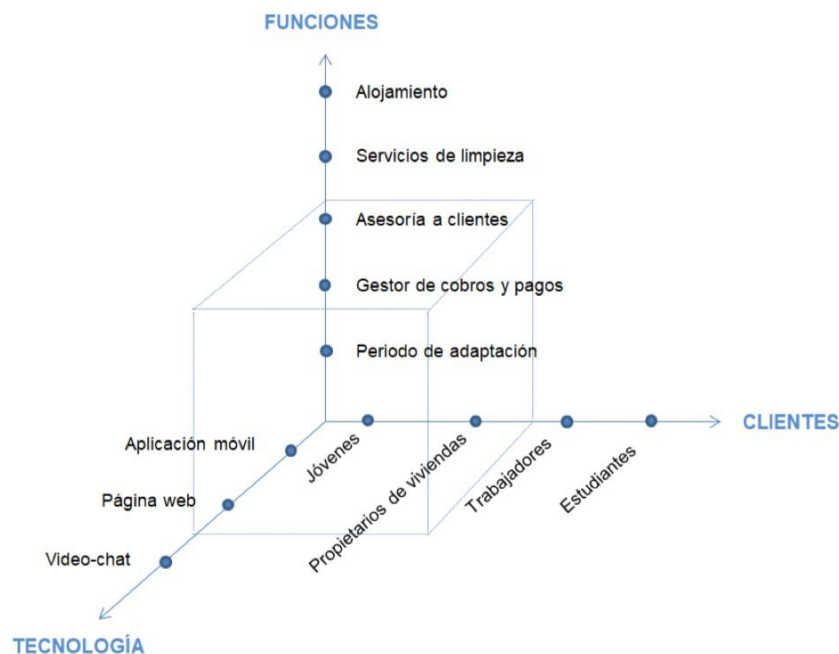 FUNCIONES
Alojamiento
Servicios de limpieza
Asesoría a clientes
Gestor de cobros y pagos
Periodo de adaptación
CLIENTES
Jóvenes
Propietarios de viviendas
Trabajadores
Estudiantes
Aplicación móvil
Página web
Video-chat
TECNOLOGÍA